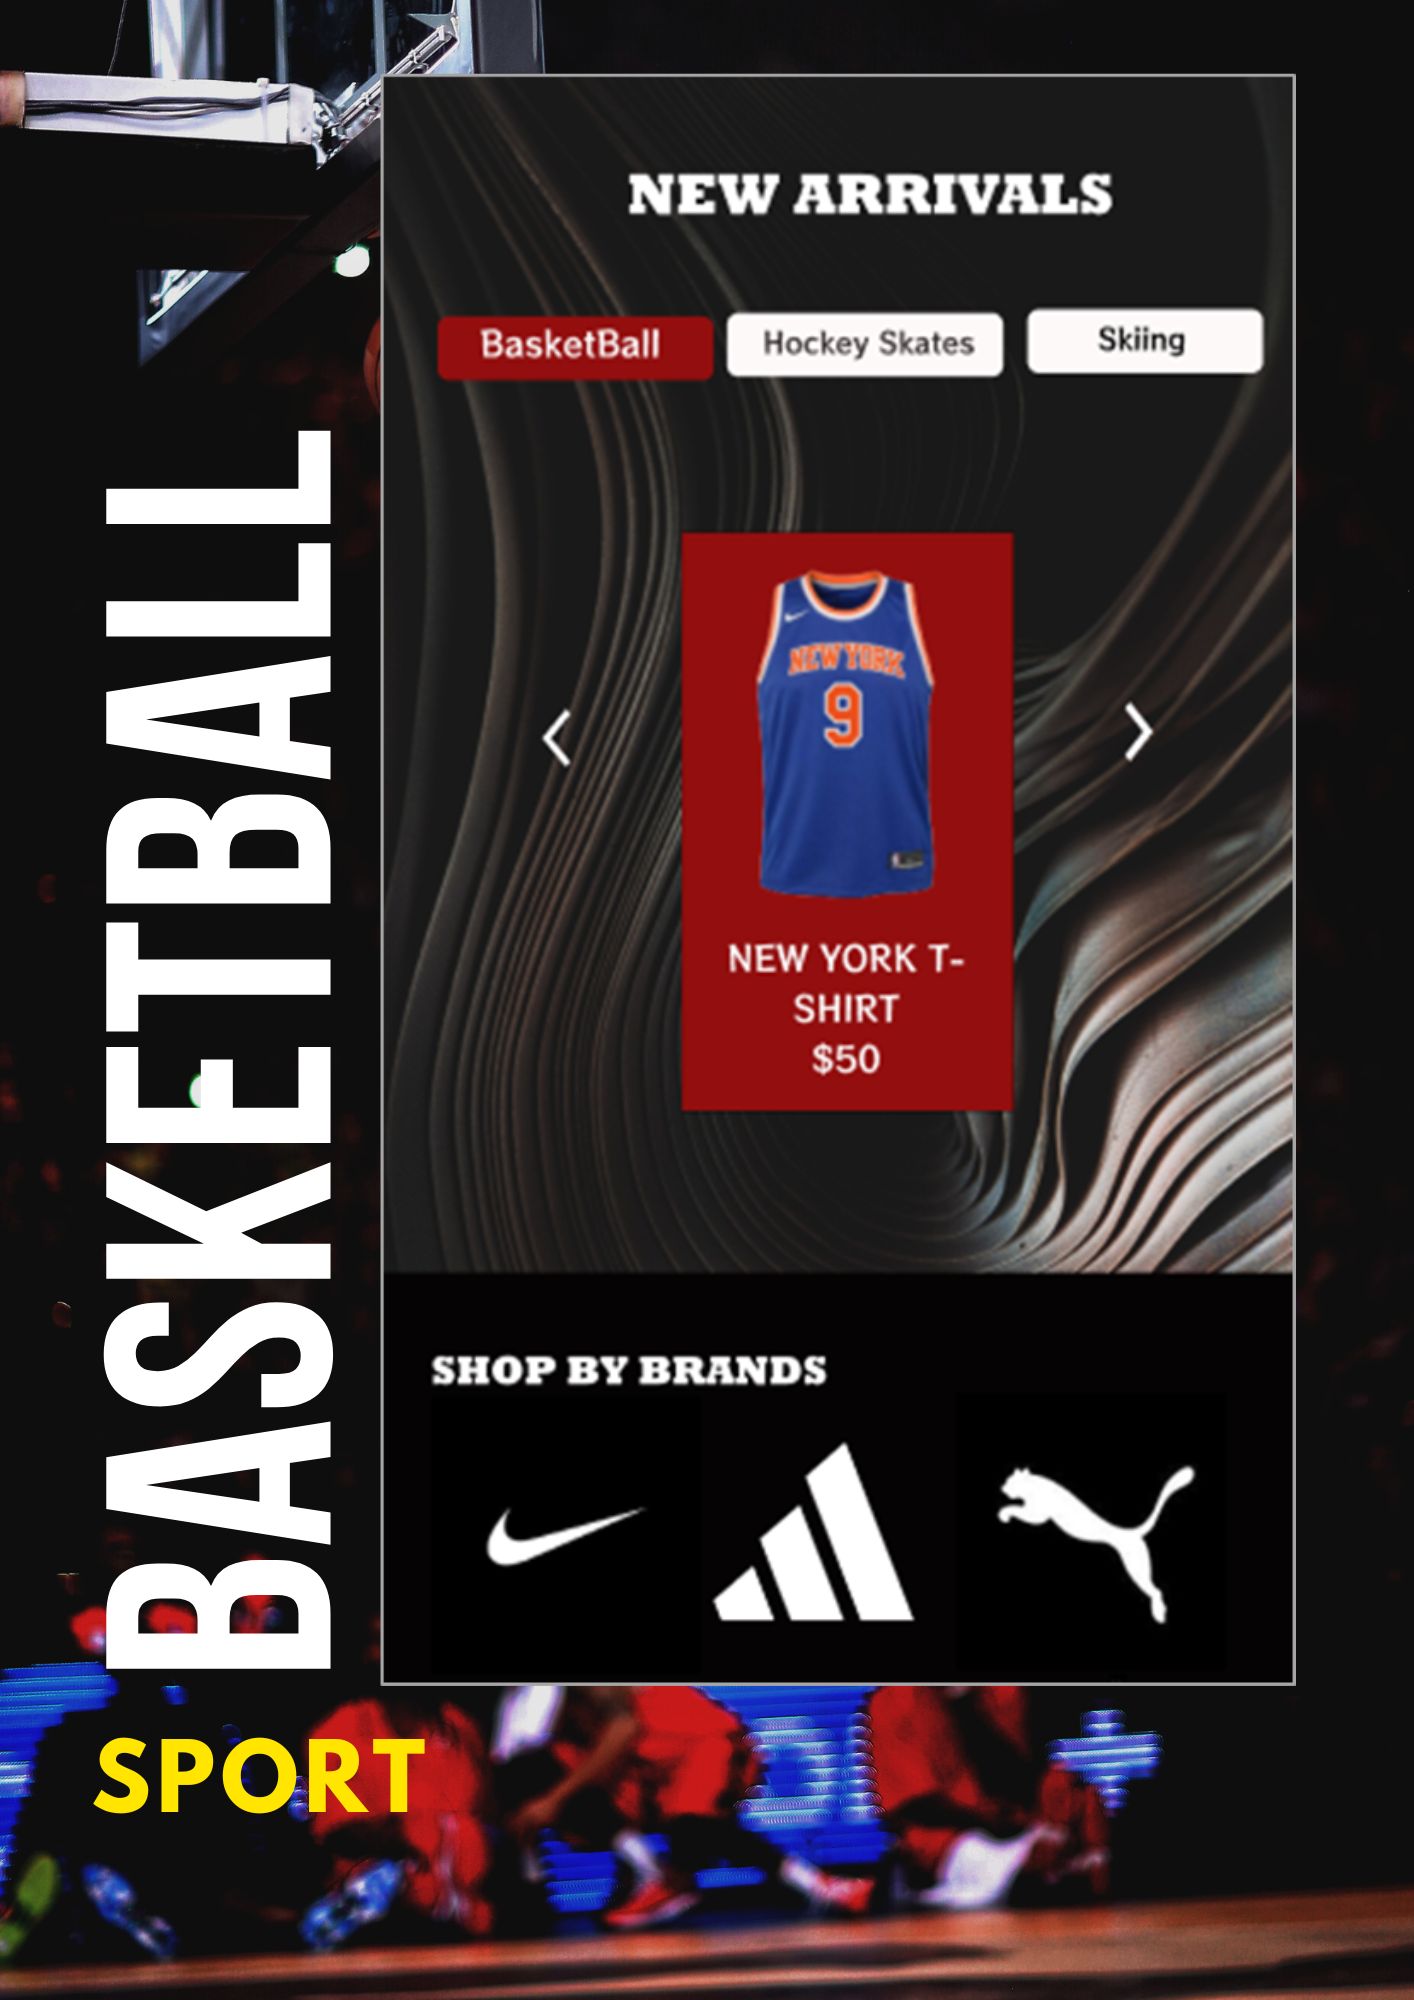 NEW ARRIVALS
BasketBall
Hockey Skates
Skiing
NEW YORK
9
NEW YORK T-
SHIRT
$50
SHOP BY BRANDS
BASKETBALL
SPORT